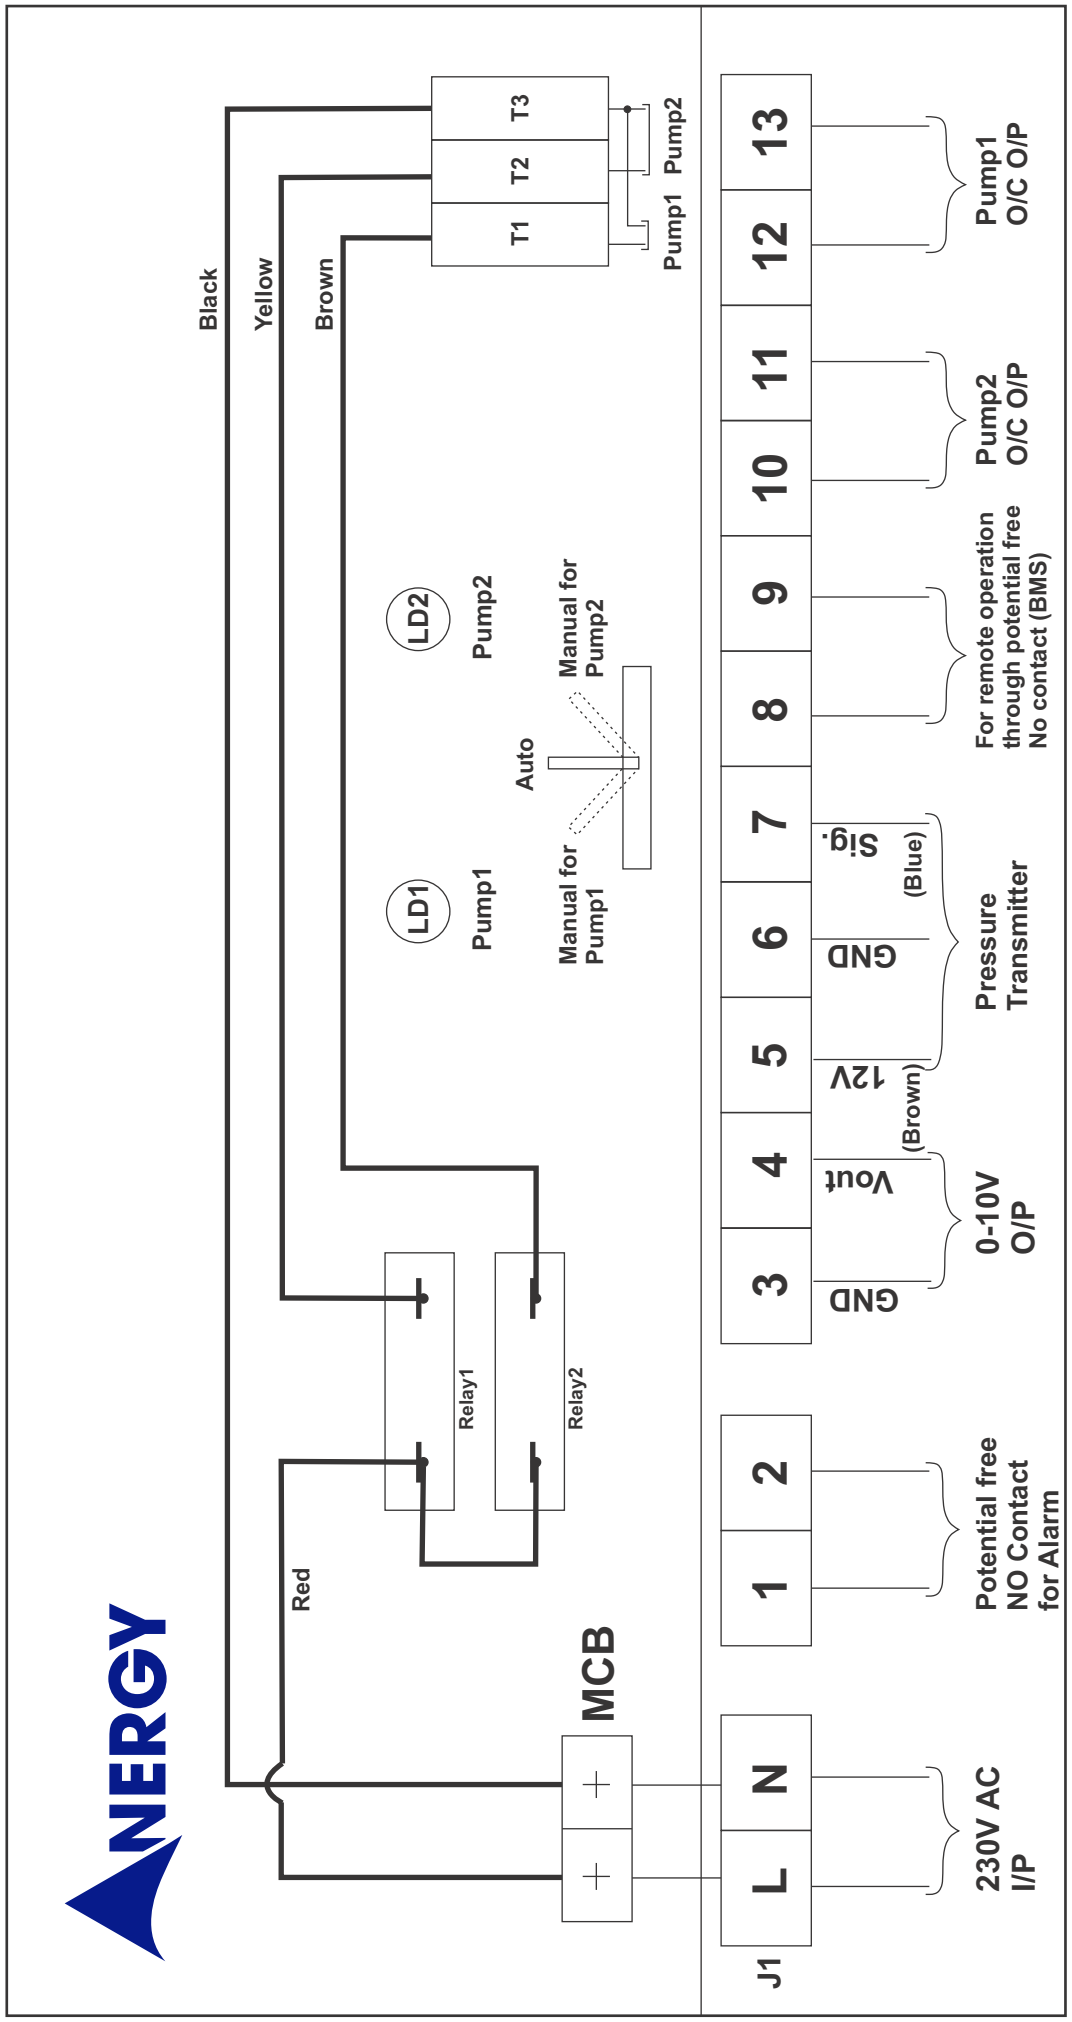 NERGY
Black
Yellow
Brown
Red
T1
T2
T3
Pump1
Pump2
LD1
Pump1
LD2
Pump2
Auto
Manual for
Pump1
Manual for
Pump2
Relay1
Relay2
MCB
J1
L
N
1
2
3
4
5
6
7
8
9
10
11
12
13
GND
Vout
12V
(Brown)
GND
Sig.
(Blue)
230V AC
I/P
Potential free
NO Contact
for Alarm
0-10V
O/P
Pressure
Transmitter
For remote operation
through potential free
No contact (BMS)
Pump2
O/C O/P
Pump1
O/C O/P